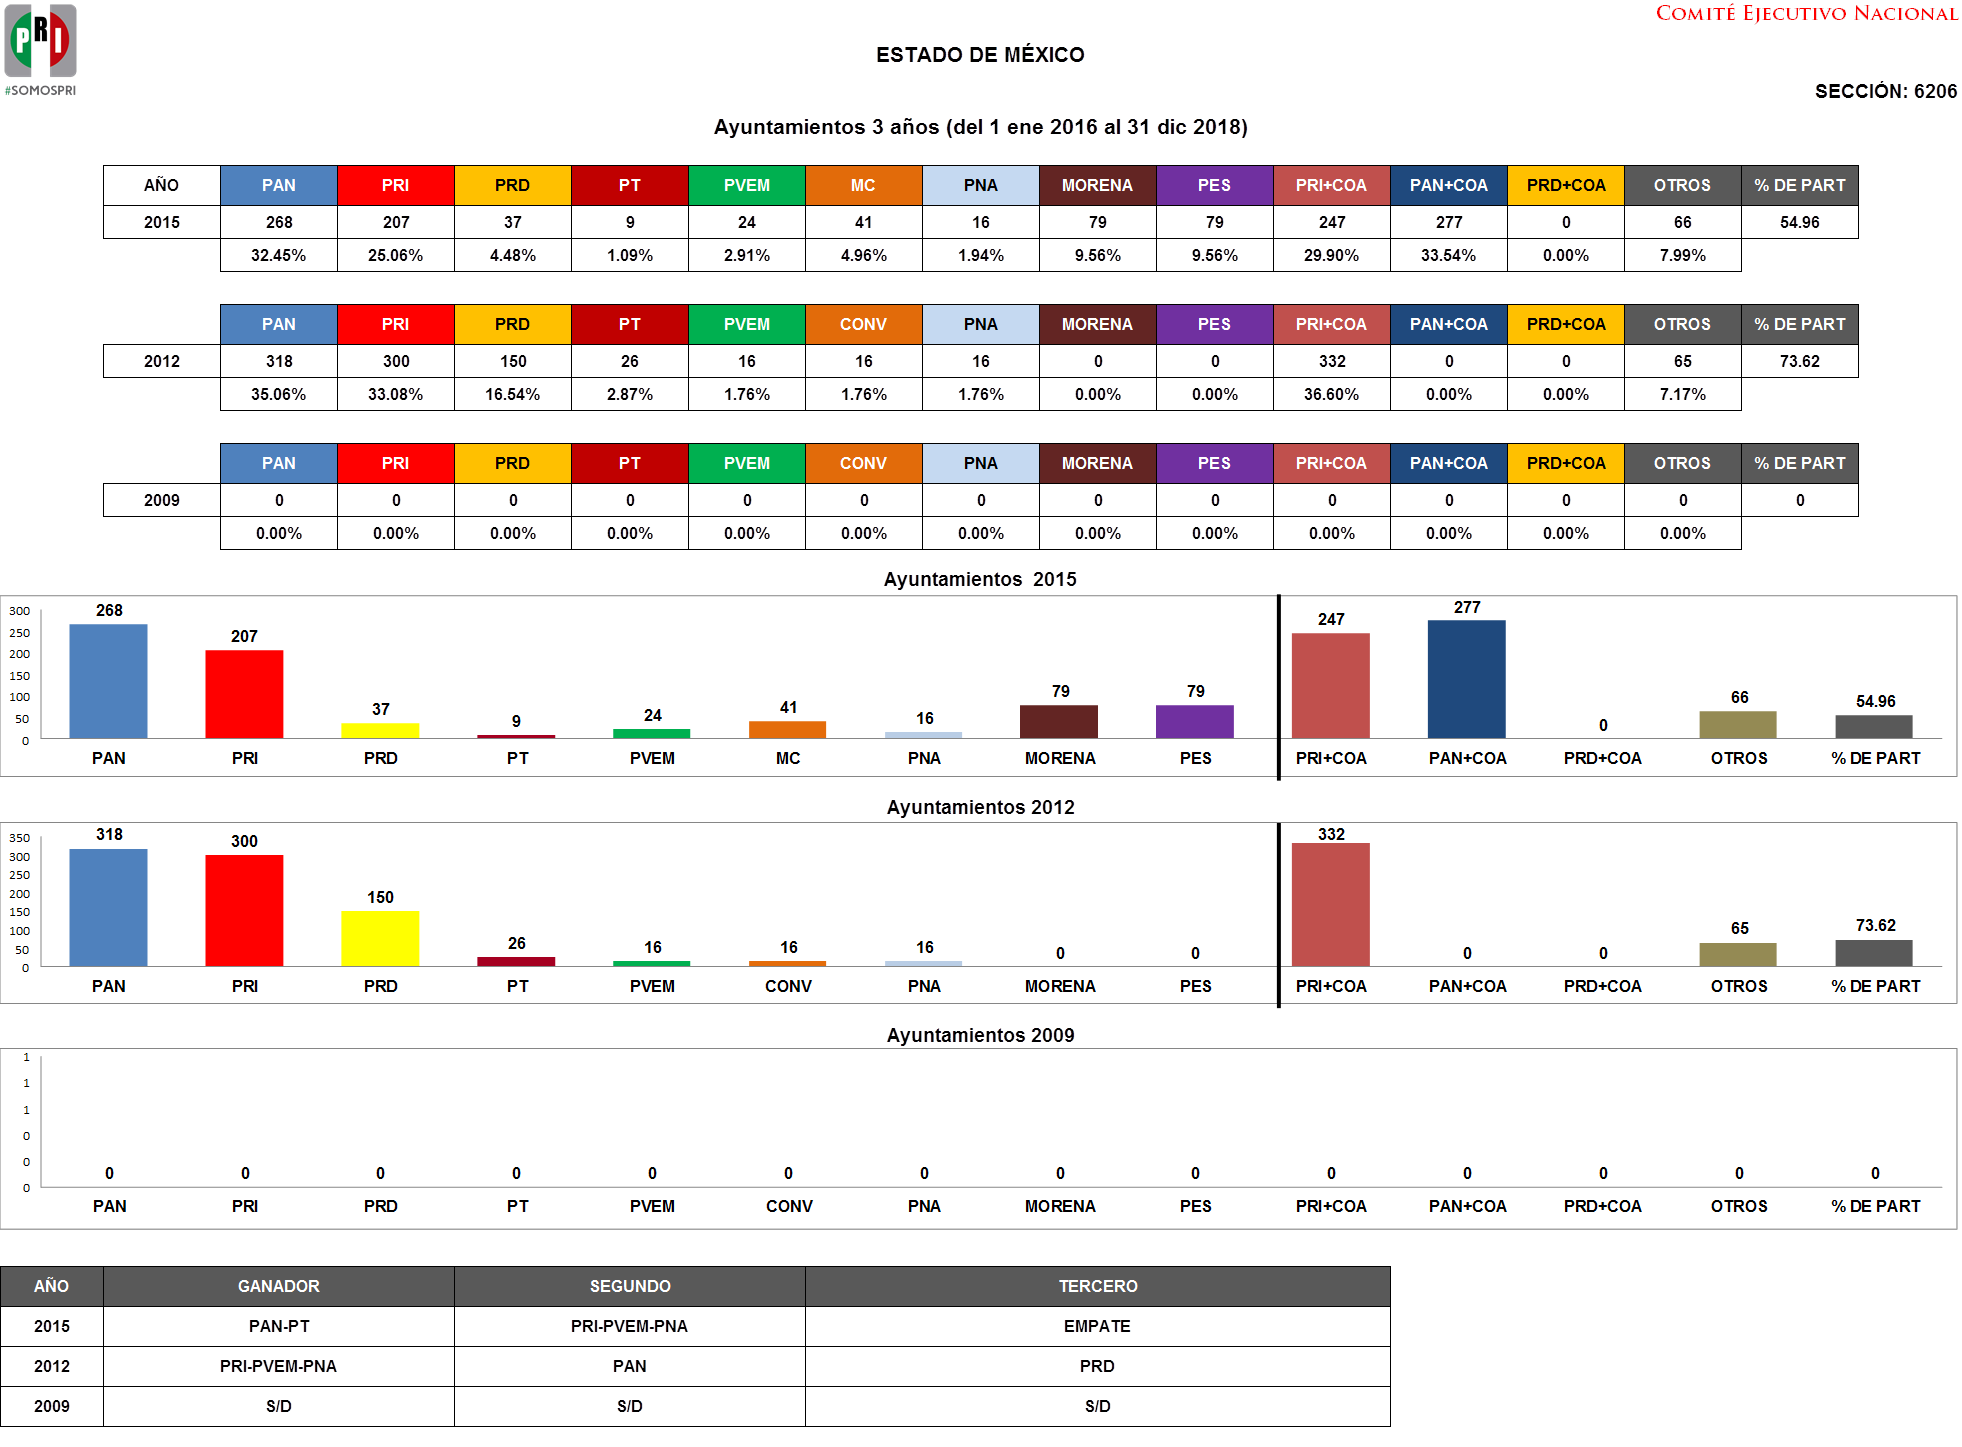 COMITÉ EJECUTIVO NACIONAL
PRI
#SOMOSPRI
ESTADO DE MÉXICO
SECCIÓN: 6206
Ayuntamientos 3 años (del 1 ene 2016 al 31 dic 2018)
AÑO PAN PRI PRD PT PVEM MC PNA MORENA PES PRI+COA PAN+COA PRD+COA OTROS % DE PART
2015 268 207 37 9 24 41 16 79 79 247 277 0 66 54.96
32.45% 25.06% 4.48% 1.09% 2.91% 4.96% 1.94% 9.56% 9.56% 29.90% 33.54% 0.00% 7.99%
PAN PRI PRD PT PVEM CONV PNA MORENA PES PRI+COA PAN+COA PRD+COA OTROS % DE PART
2012 318 300 150 26 16 16 16 0 0 332 0 0 65 73.62
35.06% 33.08% 16.54% 2.87% 1.76% 1.76% 1.76% 0.00% 0.00% 36.60% 0.00% 0.00% 7.17%
PAN PRI PRD PT PVEM CONV PNA MORENA PES PRI+COA PAN+COA PRD+COA OTROS % DE PART
2009 0 0 0 0 0 0 0 0 0 0 0 0 0 0
0.00% 0.00% 0.00% 0.00% 0.00% 0.00% 0.00% 0.00% 0.00% 0.00% 0.00% 0.00% 0.00%
Ayuntamientos 2015
300
250
200
150
100
50
0
268 207 37 9 24 41 16 79 79 247 277 0 66 54.96
PAN PRI PRD PT PVEM MC PNA MORENA PES PRI+COA PAN+COA PRD+COA OTROS % DE PART
Ayuntamientos 2012
350
300
250
200
150
100
50
0
318 300 150 26 16 16 16 0 0 332 0 0 65 73.62
PAN PRI PRD PT PVEM CONV PNA MORENA PES PRI+COA PAN+COA PRD+COA OTROS % DE PART
Ayuntamientos 2009
1
1
1
0
0
0
0 0 0 0 0 0 0 0 0 0 0 0 0 0
PAN PRI PRD PT PVEM CONV PNA MORENA PES PRI+COA PAN+COA PRD+COA OTROS % DE PART
AÑO GANADOR SEGUNDO TERCERO
2015 PAN-PT PRI-PVEM-PNA EMPATE
2012 PRI-PVEM-PNA PAN PRD
2009 S/D S/D S/D